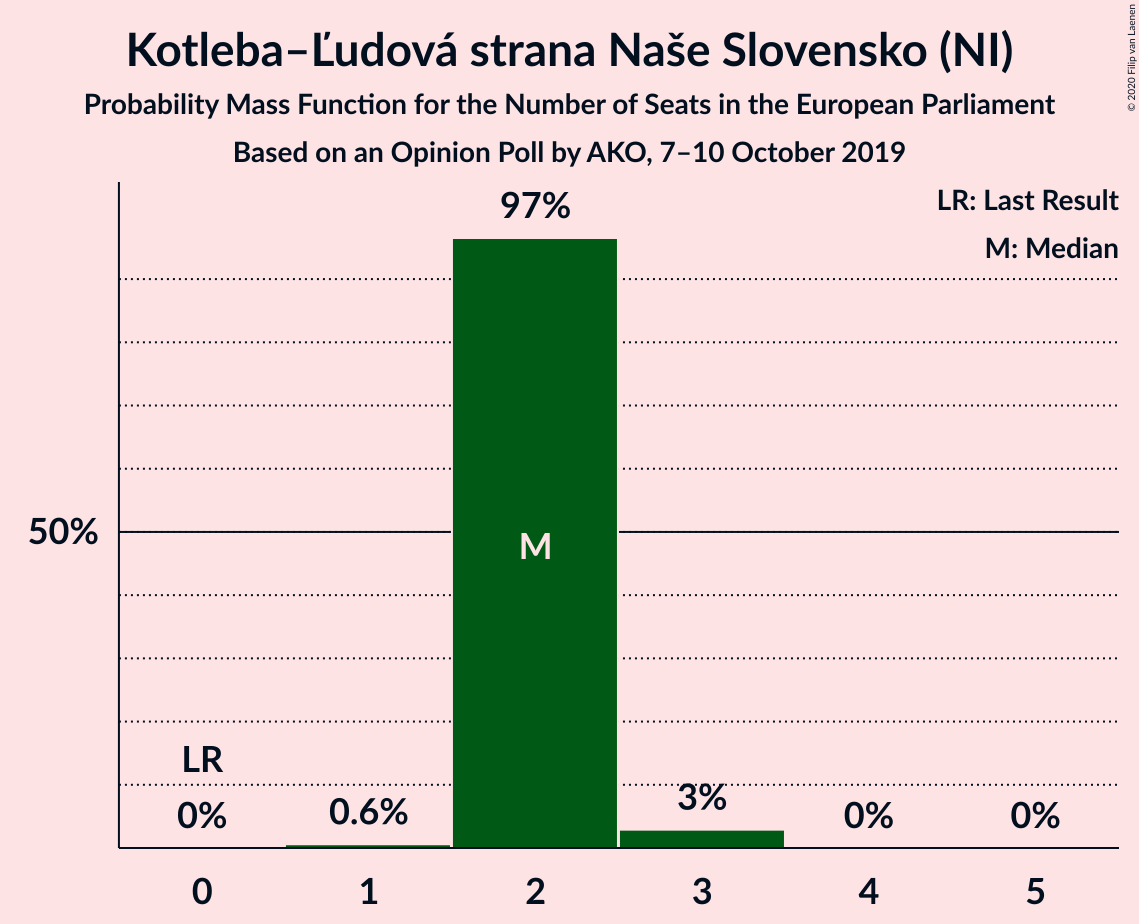 Kotleba–Ľudová strana Naše Slovensko (NI)
Probability Mass Function for the Number of Seats in the European Parliament
Based on an Opinion Poll by AKO, 7–10 October 2019
© 2020 Filip van Laenen
LR: Last Result
M: Median
97%
50%
M
LR
0%
0.6%
3%
0%
0%
0 1 2 3 4 5